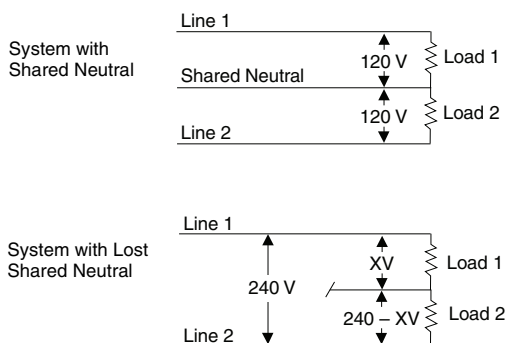 Line 1
System with
Shared Neutral
120 V
Load 1
Shared Neutral
120 V
Load 2
Line 2
Line 1
System with Lost
Shared Neutral
XV
Load 1
240 V
240 – XV
Load 2
Line 2